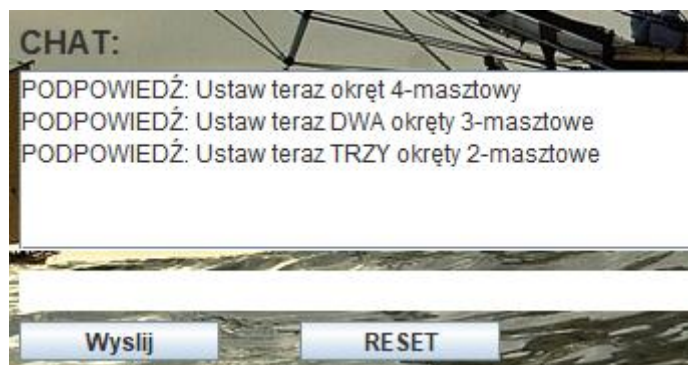 CHAT:
PODPOWIEDŹ: Ustaw teraz okręt 4-masztowy
PODPOWIEDŹ: Ustaw teraz DWA okręty 3-masztowe
PODPOWIEDŹ: Ustaw teraz TRZY okręty 2-masztowe
Wyslij RESET